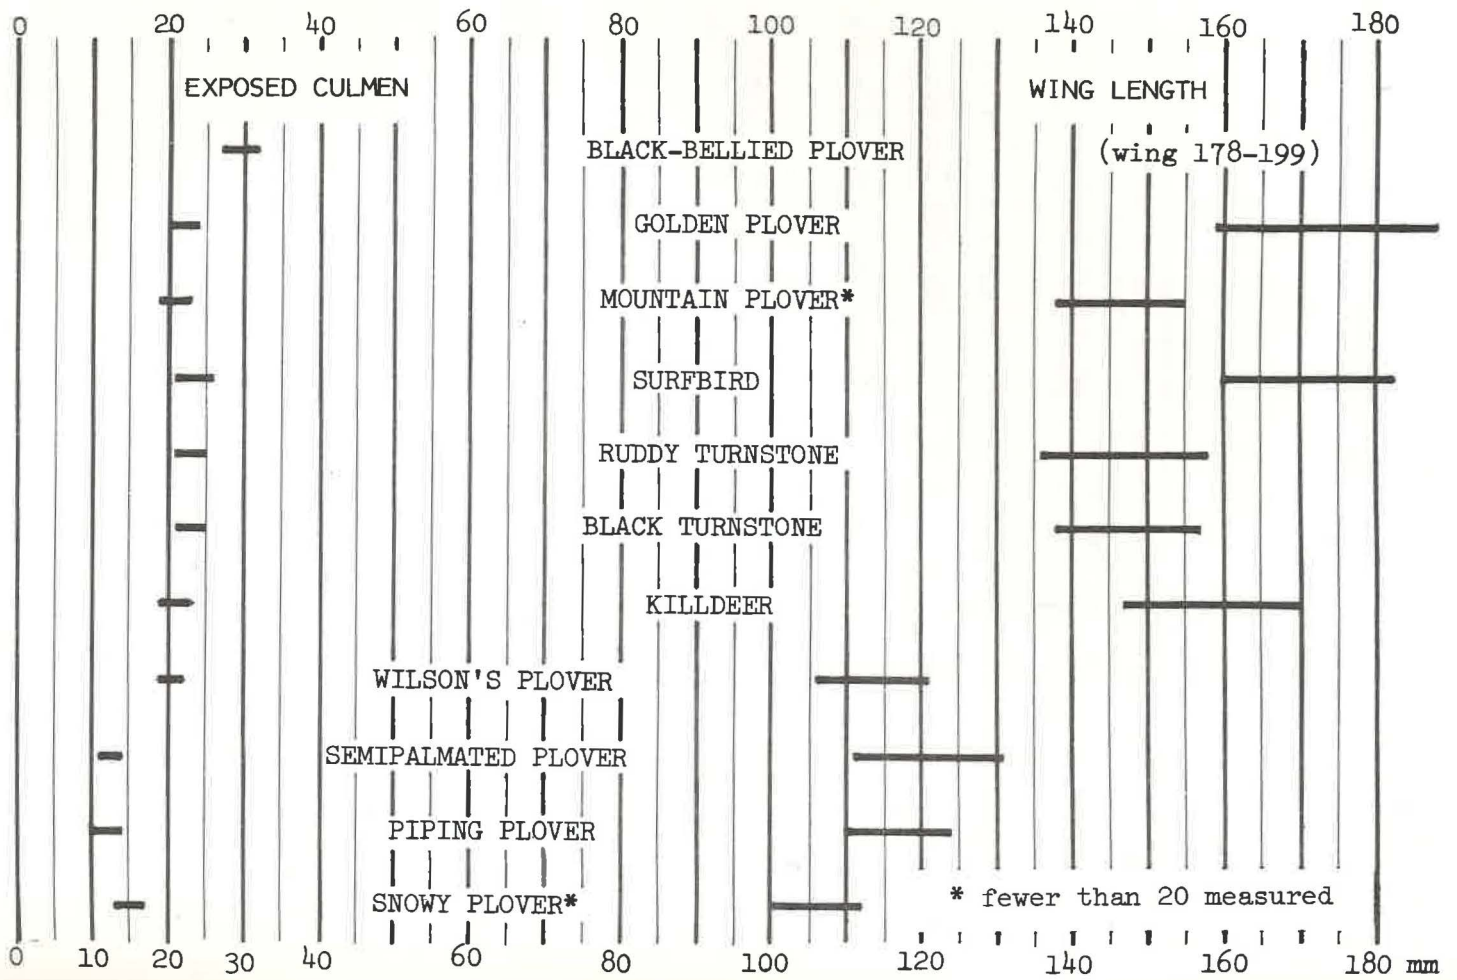 0 20 40 60 80 100 120 140 160 180
EXPOSED CULMEN WING LENGTH
BLACK-BELLIED PLOVER (wing 178-199)
GOLDEN PLOVER
MOUNTAIN PLOVER*
SURFBIRD
RUDDY TURNSTONE
BLACK TURNSTONE
KILLDEER
WILSON'S PLOVER
SEMIPALMATED PLOVER
PIPING PLOVER
SNOWY PLOVER* * fewer than 20 measured
0 10 20 30 40 60 80 100 120 140 160 180 mm